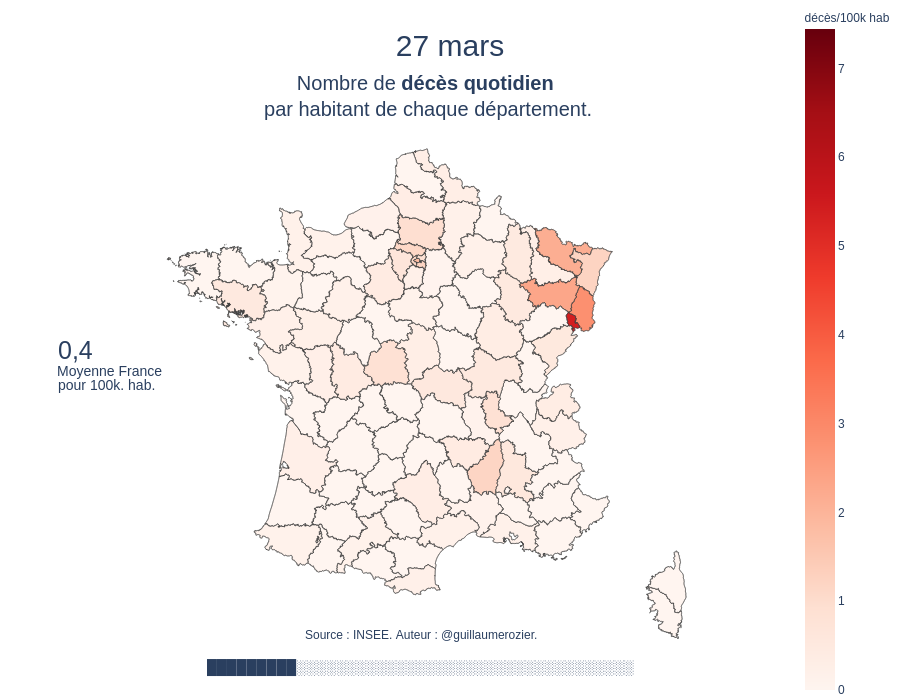 décès/100k hab
27 mars
Nombre de décès quotidien
par habitant de chaque département.
7
6
5
4
3
2
1
0
0,4
Moyenne France
pour 100k. hab.
Source : INSEE. Auteur : @guillaumerozier.